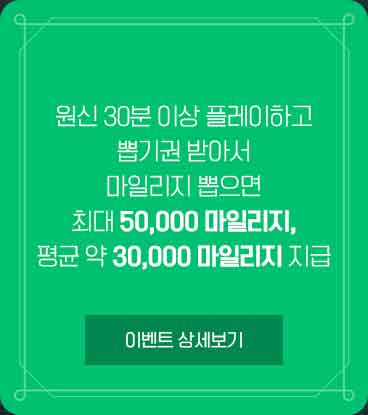 원신 30분 이상 플레이하고
뽑기권 받아서
마일리지 뽑으면
최대 50,000 마일리지,
평균 약 30,000 마일리지 지급
이벤트 상세보기